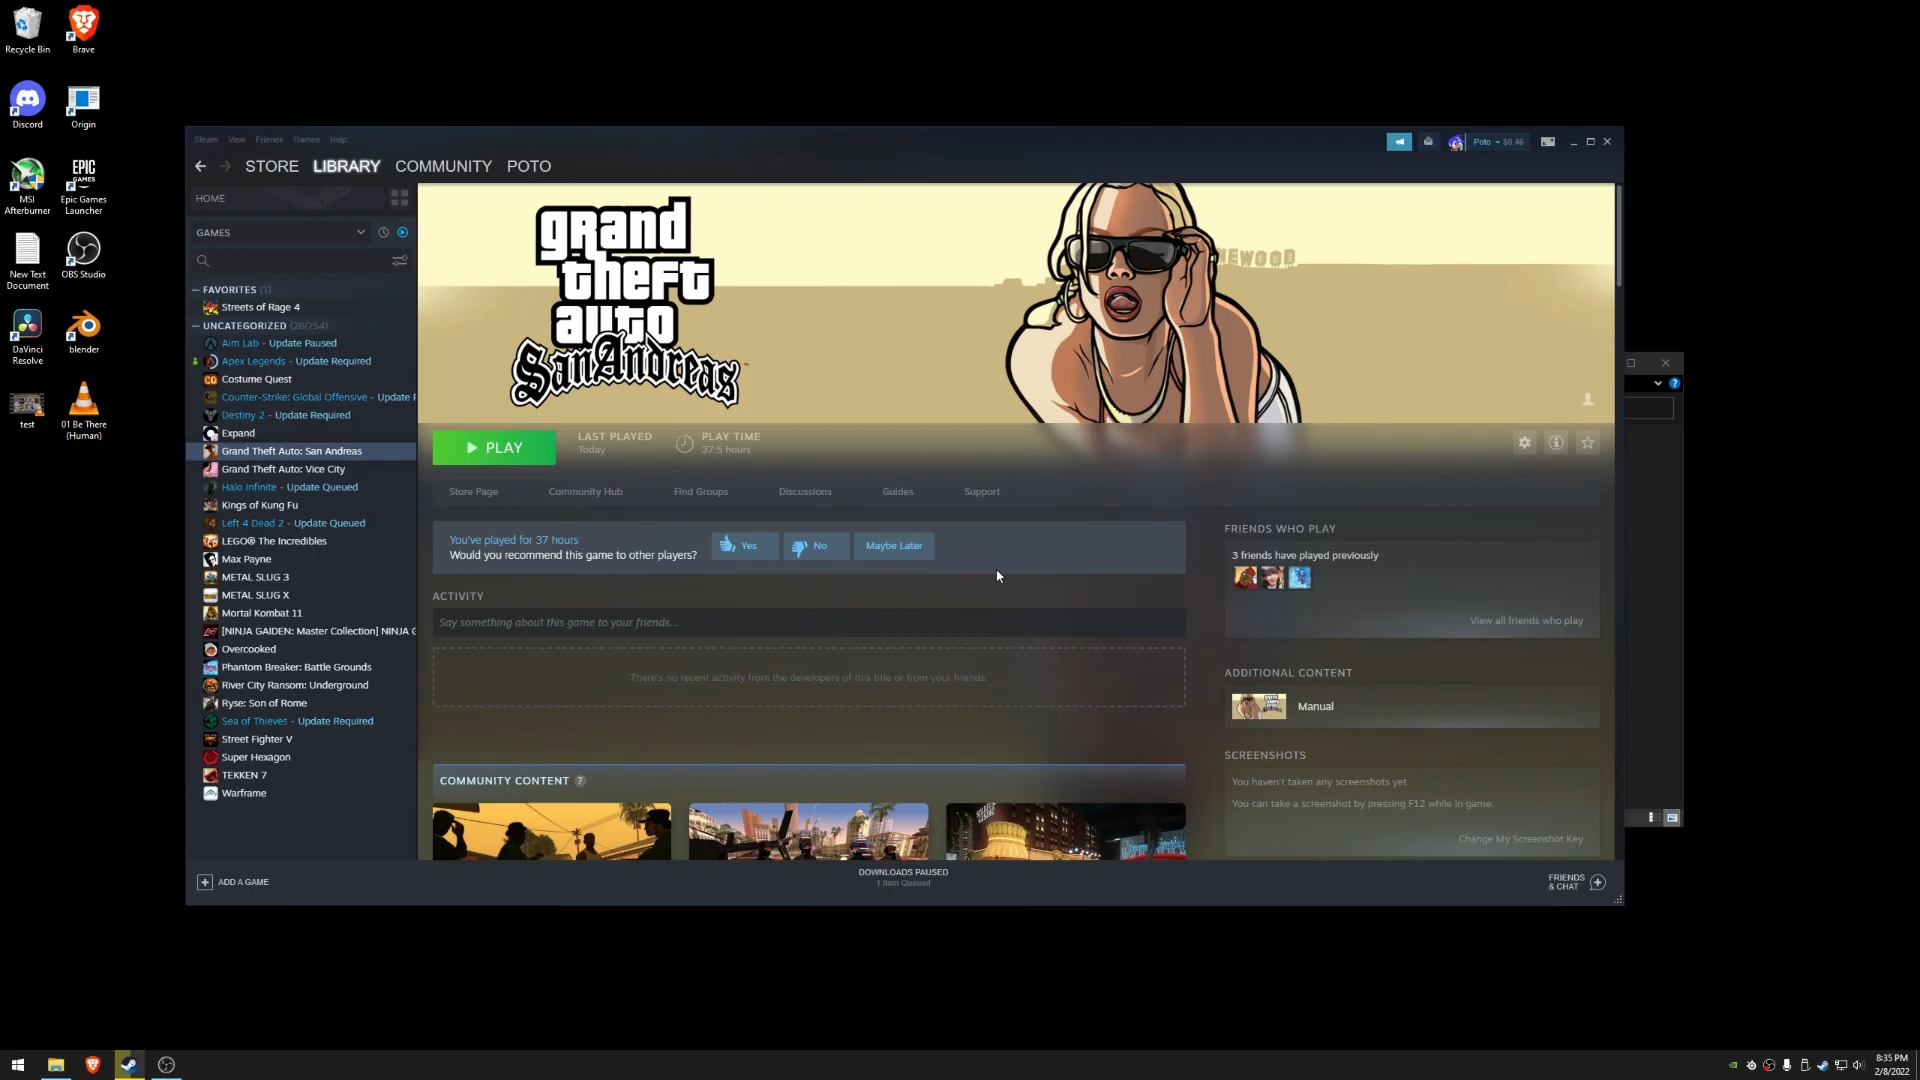 Recycle Bin
Brave
Discord
Origin
MSI
Afterburner
EPIC
GAMES
Epic Games
Launcher
New Text
Document
OBS Studio
DaVinci
Resolve
blender
test
01 Be There
(Human)
Steam View Friends Games Help
Poto $0.46
STORE LIBRARY COMMUNITY POTO
HOME
GAMES
FAVORITES (1)
Streets of Rage 4
UNCATEGORIZED (26/254)
Aim Lab - Update Paused
Apex Legends - Update Required
Costume Quest
Counter-Strike: Global Offensive - Update R
Destiny 2 - Update Required
Expand
Grand Theft Auto: San Andreas
Grand Theft Auto: Vice City
Halo Infinite - Update Queued
Kings of Kung Fu
Left 4 Dead 2 - Update Queued
LEGO® The Incredibles
Max Payne
METAL SLUG 3
METAL SLUG X
Mortal Kombat 11
[NINJA GAIDEN: Master Collection] NINJA G
Overcooked
Phantom Breaker: Battle Grounds
River City Ransom: Underground
Ryse: Son of Rome
Sea of Thieves - Update Required
Street Fighter V
Super Hexagon
TEKKEN 7
Warframe
grand
theft
auto
San Andreas
™
NEWOOD
PLAY
LAST PLAYED
Today
PLAY TIME
37.5 hours
Store Page Community Hub Find Groups Discussions Guides Support
You've played for 37 hours
Would you recommend this game to other players?
Yes
No
Maybe Later
ACTIVITY
Say something about this game to your friends...
There's no recent activity from the developers of this title or from your friends.
COMMUNITY CONTENT ?
FRIENDS WHO PLAY
3 friends have played previously
View all friends who play
ADDITIONAL CONTENT
Manual
SCREENSHOTS
You haven't taken any screenshots yet
You can take a screenshot by pressing F12 while in game.
Change My Screenshot Key
ADD A GAME
DOWNLOADS PAUSED
1 Item Queued
FRIENDS
& CHAT
8:35 PM
2/8/2022